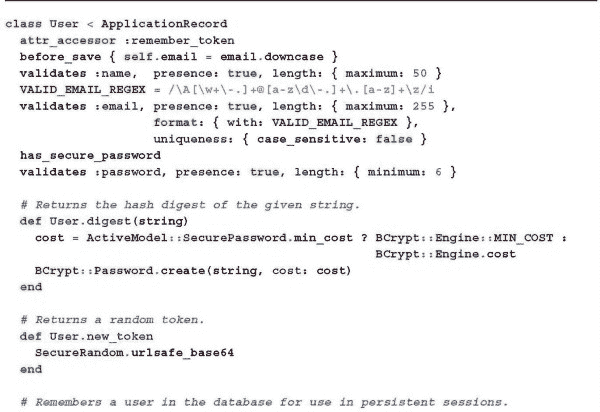 class User < ApplicationRecord
  attr_accessor :remember_token
  before_save { self.email = email.downcase }
  validates :name,  presence: true, length: { maximum: 50 }
  VALID_EMAIL_REGEX = /\A[\w+\-.]+@[a-z\d\-.]+\.[a-z]+\z/i
  validates :email, presence: true, length: { maximum: 255 },
                    format: { with: VALID_EMAIL_REGEX },
                    uniqueness: { case_sensitive: false }
  has_secure_password
  validates :password, presence: true, length: { minimum: 6 }

  # Returns the hash digest of the given string.
  def User.digest(string)
    cost = ActiveModel::SecurePassword.min_cost ? BCrypt::Engine::MIN_COST :
                                                  BCrypt::Engine.cost
    BCrypt::Password.create(string, cost: cost)
  end

  # Returns a random token.
  def User.new_token
    SecureRandom.urlsafe_base64
  end

  # Remembers a user in the database for use in persistent sessions.